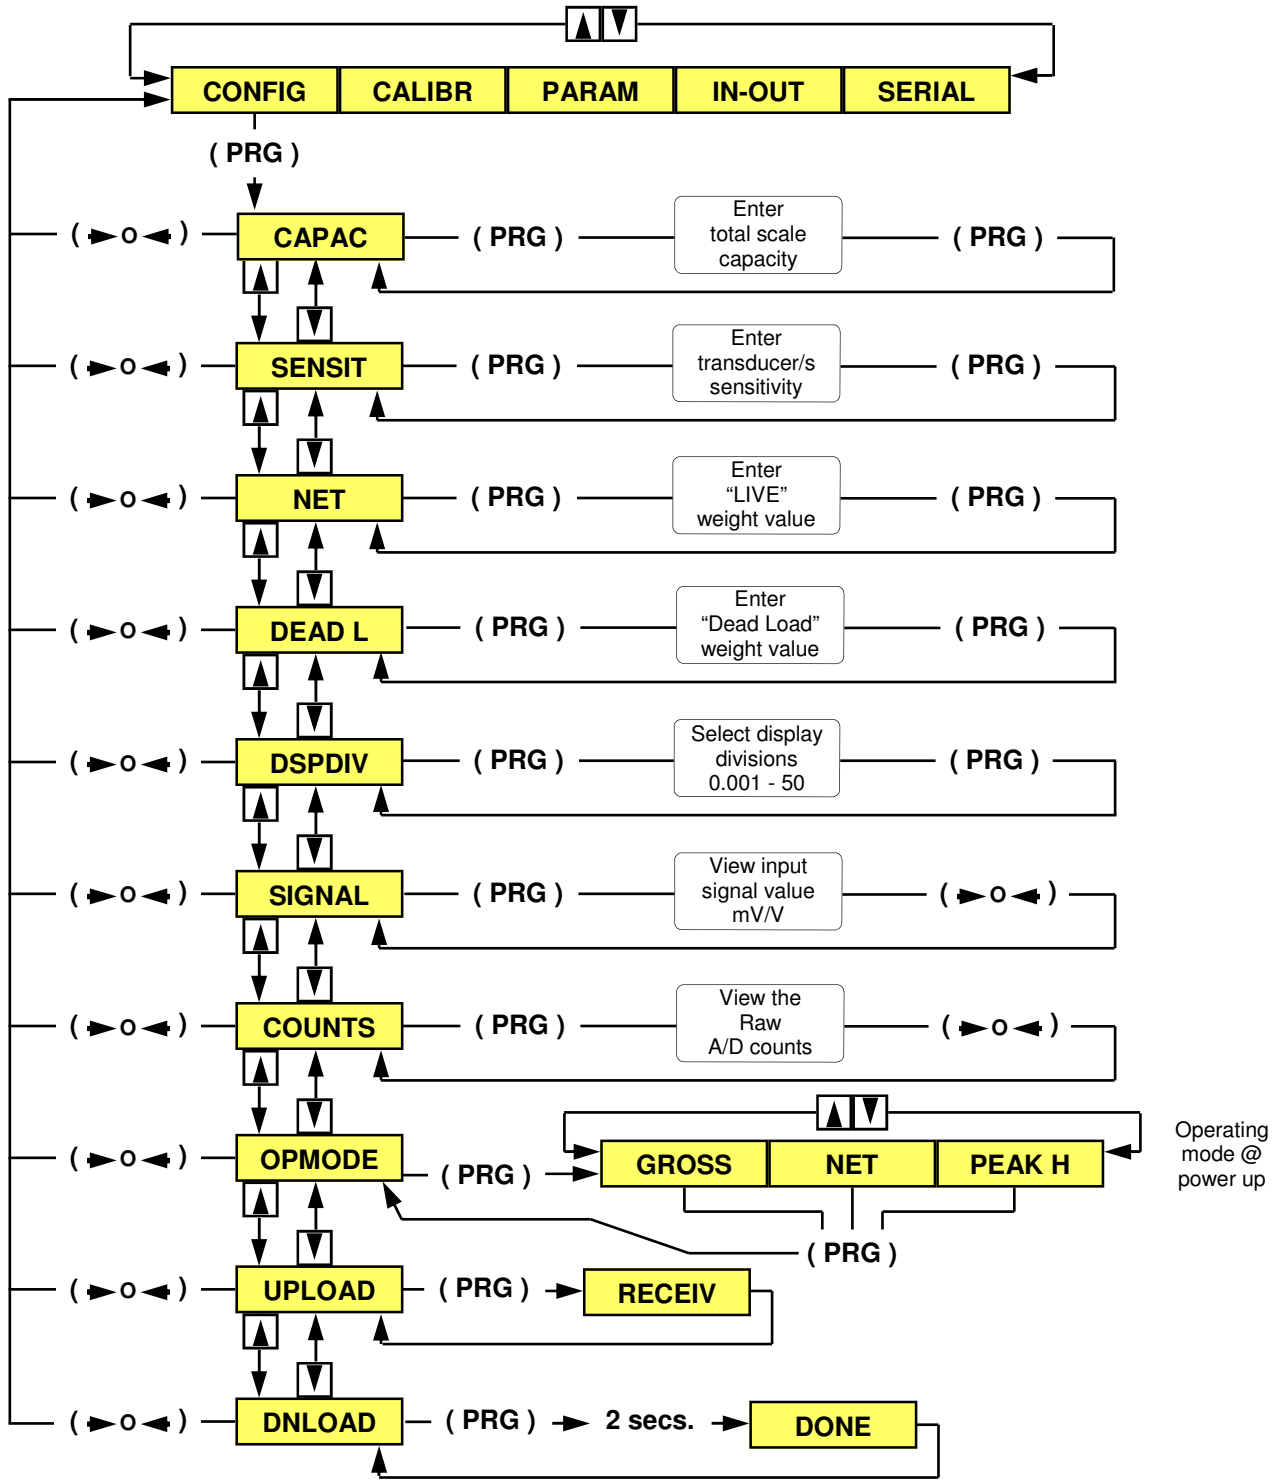 CONFIG CALIBR PARAM IN-OUT SERIAL
( PRG )
( ►O◄ ) CAPAC ( PRG ) Enter ( PRG )
total scale
capacity
( ►O◄ ) SENSIT ( PRG ) Enter ( PRG )
transducer/s
sensitivity
( ►O◄ ) NET ( PRG ) Enter ( PRG )
“LIVE”
weight value
( ►O◄ ) DEAD L ( PRG ) Enter ( PRG )
“Dead Load”
weight value
( ►O◄ ) DSPDIV ( PRG ) Select display ( PRG )
divisions
0.001 - 50
( ►O◄ ) SIGNAL ( PRG ) View input ( ►O◄ )
signal value
mV/V
( ►O◄ ) COUNTS ( PRG ) View the ( ►O◄ )
Raw
A/D counts
( ►O◄ ) OPMODE ( PRG ) GROSS NET PEAK H
Operating
mode @
power up
( PRG )
( ►O◄ ) UPLOAD ( PRG ) RECEIV
( ►O◄ ) DNLOAD ( PRG ) 2 secs. DONE